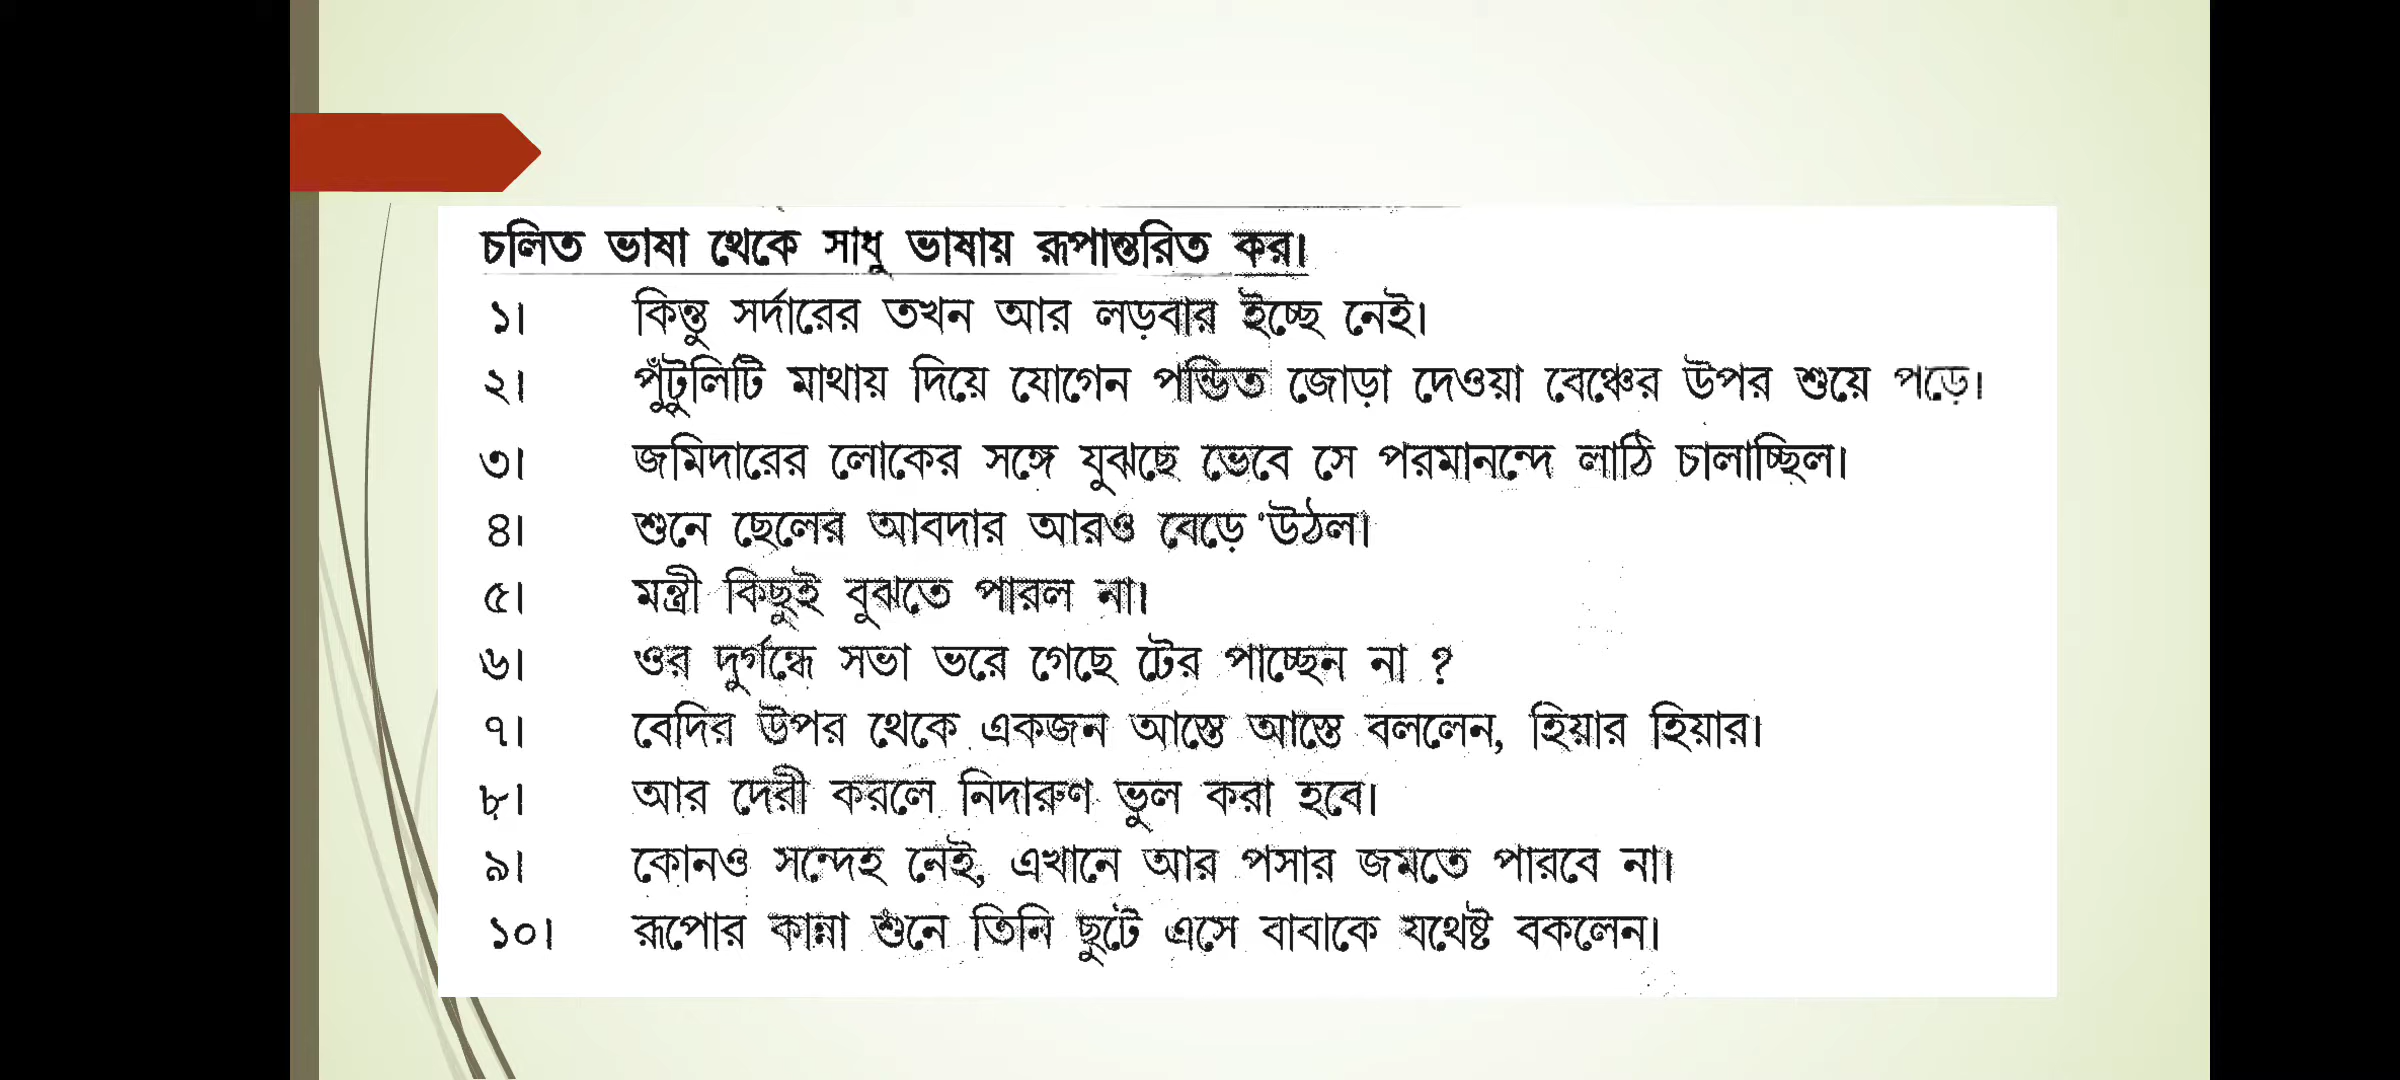 চলিত ভাষা থেকে সাধু ভাষায় রূপান্তরিত কর।
১। কিন্তু সর্দারের তখন আর লড়বার ইচ্ছে নেই।
২। পুঁটুলিটি মাথায় দিয়ে যোগেন পন্ডিত জোড়া দেওয়া বেঞ্চের উপর শুয়ে পড়ে।
৩। জমিদারের লোকের সঙ্গে যুঝছে ভেবে সে পরমানন্দে লাঠি চালাচ্ছিল।
৪। শুনে ছেলের আবদার আরও বেড়ে উঠল।
৫। মন্ত্রী কিছুই বুঝতে পারল না।
৬। ওর দুর্গন্ধে সভা ভরে গেছে টের পাচ্ছেন না ?
৭। বেদির উপর থেকে একজন আস্তে আস্তে বললেন, হিয়ার হিয়ার।
৮। আর দেরী করলে নিদারুণ ভুল করা হবে।
৯। কোনও সন্দেহ নেই, এখানে আর পসার জমতে পারবে না।
১০। রূপোর কান্না শুনে তিনি ছুটে এসে বাবাকে যথেষ্ট বকলেন।